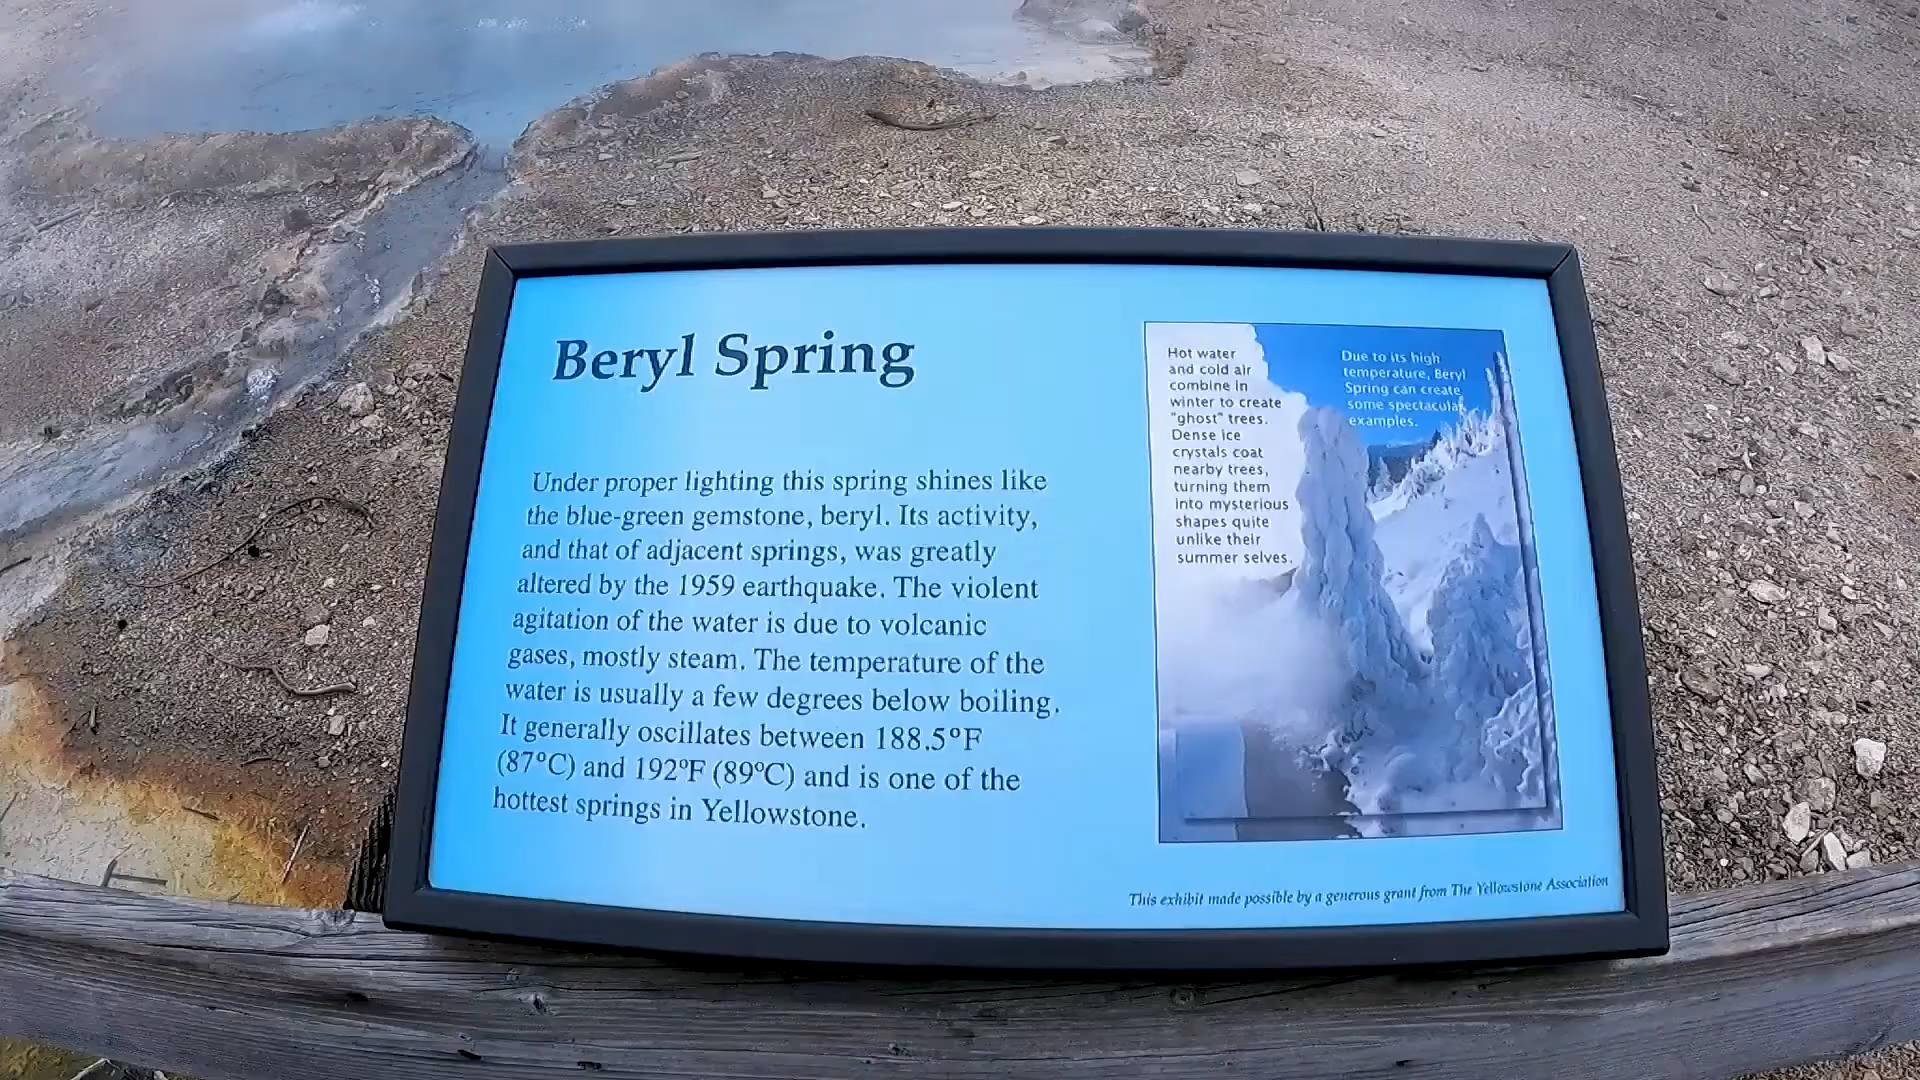 Beryl Spring
Under proper lighting this spring shines like
the blue-green gemstone, beryl. Its activity,
and that of adjacent springs, was greatly
altered by the 1959 earthquake. The violent
agitation of the water is due to volcanic
gases, mostly steam. The temperature of the
water is usually a few degrees below boiling.
It generally oscillates between 188.5°F
(87°C) and 192°F (89°C) and is one of the
hottest springs in Yellowstone.
Hot water
and cold air
combine in
winter to create
"ghost" trees.
Dense ice
crystals coat
nearby trees,
turning them
into mysterious
shapes quite
unlike their
summer selves.
Due to its high
temperature, Beryl
Spring can create
some spectacular
examples.
This exhibit made possible by a generous grant from The Yellowstone Association